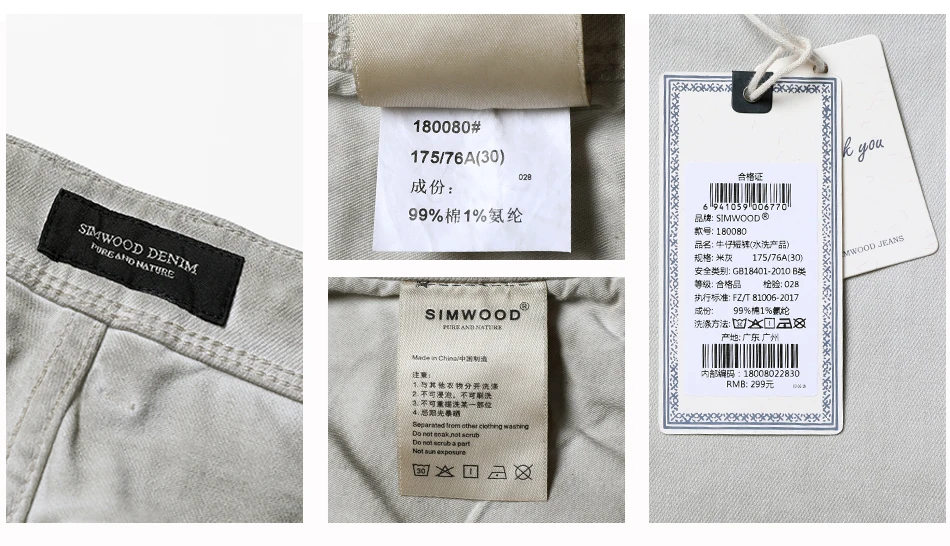 SIMWOOD DENIM
PURE AND NATURE
180080#
175/76A(30)
028
成份：
99%棉1%氨纶
SIMWOOD®
PURE AND NATURE
Made in China/中国制造
注意：
1. 与其他衣物分开洗涤
2. 不可浸泡，不可刷洗
3. 不可重搓洗某一部位
4. 忌阳光暴晒
Separated from other clothing washing
Do not soak,not scrub
Do not scrub a part
Not sun exposure
30
k you
MWOOD JEANS
合格证
6 941059 006770
品牌: SIMWOOD®
款号: 180080
品名: 牛仔短裤(水洗产品)
规格: 米灰 175/76A(30)
安全类别: GB18401-2010 B类
等级: 合格品 检验: 028
执行标准: FZ/T 81006-2017
成份: 99%棉1%氨纶
洗涤方法:
产地: 广东 广州
内部编码：18008022830
RMB: 299元